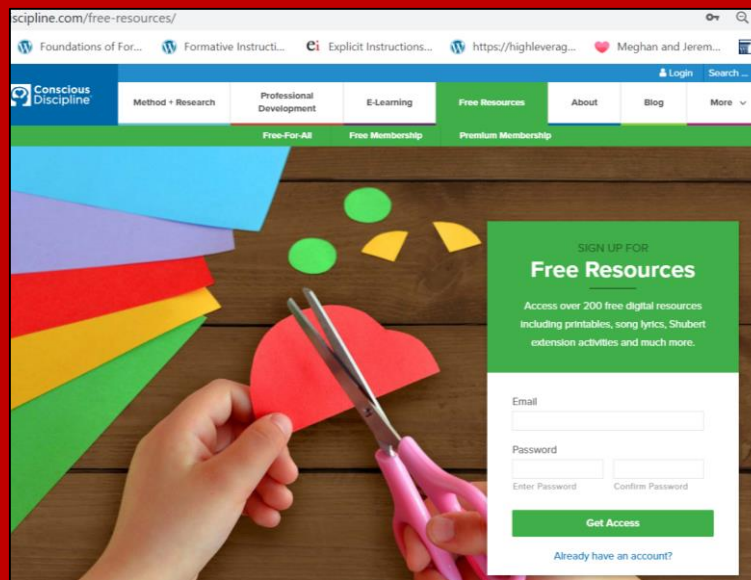 scipline.com/free-resources/
Foundations of For... Formative Instructi... Ci Explicit Instructions... https://highleverag... Meghan and Jerem...
Login Search ...
Conscious
Discipline
Method + Research Professional Development E-Learning Free Resources About Blog More
Free-For-All Free Membership Premium Membership
SIGN UP FOR
Free Resources
Access over 200 free digital resources
including printables, song lyrics, Shubert
extension activities and much more.
Email
Password
Enter Password Confirm Password
Get Access
Already have an account?